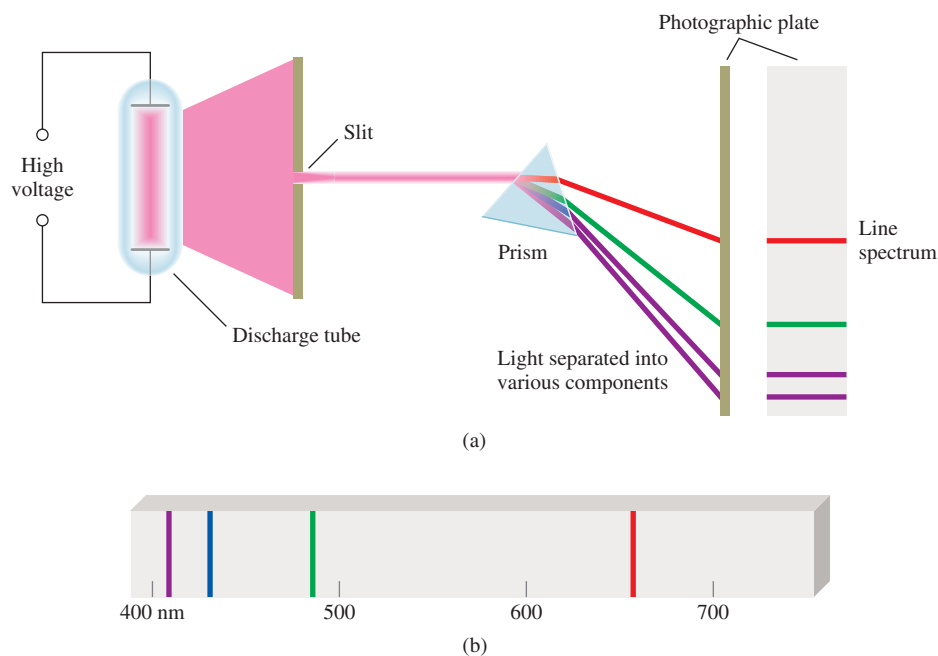 Photographic plate
Slit
High
voltage
Prism
Line
spectrum
Discharge tube
Light separated into
various components
(a)
400 nm
500
600
700
(b)